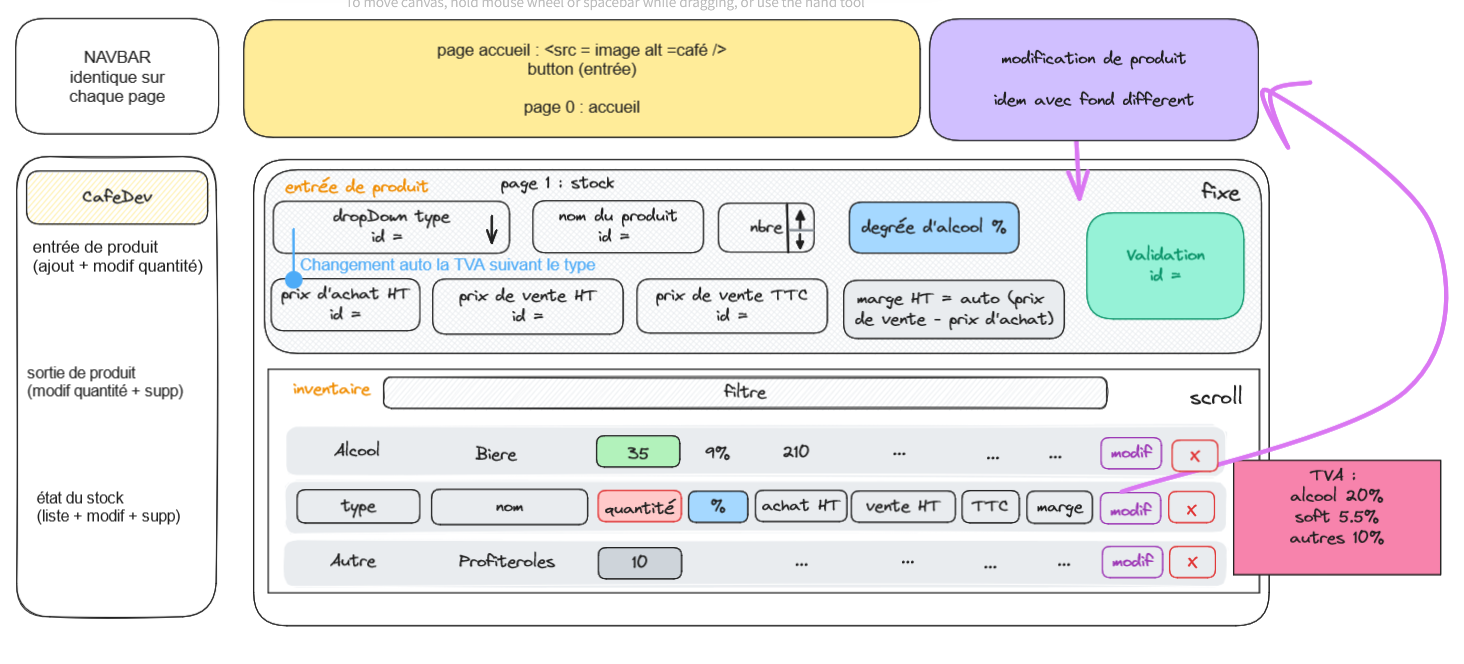 To move canvas, hold mouse wheel or spacebar while dragging, or use the hand tool
NAVBAR
identique sur
chaque page
page accueil : <src = image alt =café />
button (entrée)
page 0 : accueil
modification de produit
idem avec fond different
CafeDev
entrée de produit
(ajout + modif quantité)
sortie de produit
(modif quantité + supp)
état du stock
(liste + modif + supp)
entrée de produit
page 1 : stock
fixe
dropDown type
id =
nom du produit
id =
nbre
degrée d'alcool %
Validation
id =
Changement auto la TVA suivant le type
prix d'achat HT
id =
prix de vente HT
id =
prix de vente TTC
id =
marge HT = auto (prix
de vente - prix d'achat)
inventaire
filtre
scroll
Alcool Biere 35 9% 210 ... ... ... modif x
type nom quantité % achat HT vente HT TTC marge modif x
Autre Profiteroles 10 ... ... ... ... modif x
TVA :
alcool 20%
soft 5.5%
autres 10%